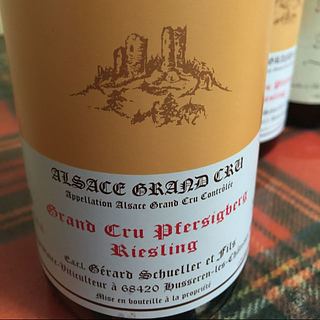 ALSACE GRAND CRU
Appellation Alsace Grand Cru Contrôlée
Grand Cru Pfersigberg
Riesling
Earl. Gérard Schueller et Fils
Viticulteur à 68420 Husseren-les-
Mise en bouteille à la propriété